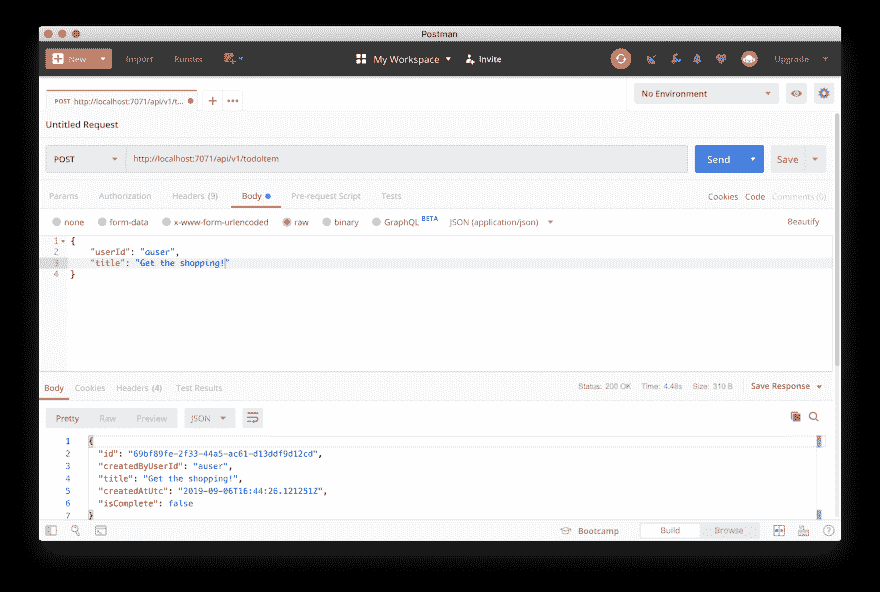 Postman
New Import Runner My Workspace Invite Upgrade
POST http://localhost:7071/api/v1/t... No Environment
Untitled Request
POST http://localhost:7071/api/v1/todoItem Send Save
Params Authorization Headers (9) Body Pre-request Script Tests Cookies Code Comments (0)
none form-data x-www-form-urlencoded raw binary GraphQL BETA JSON (application/json) Beautify
1 {
2 "userId": "auser",
3 "title": "Get the shopping!"
4 }
Body Cookies Headers (4) Test Results Status: 200 OK Time: 4.48s Size: 310 B Save Response
Pretty Raw Preview JSON
1 {
2 "id": "69bf89fe-2f33-44a5-ac61-d13ddf9d12cd",
3 "createdByUserId": "auser",
4 "title": "Get the shopping!",
5 "createdAtUtc": "2019-09-06T16:44:26.121251Z",
6 "isComplete": false
7 }
Bootcamp Build Browse